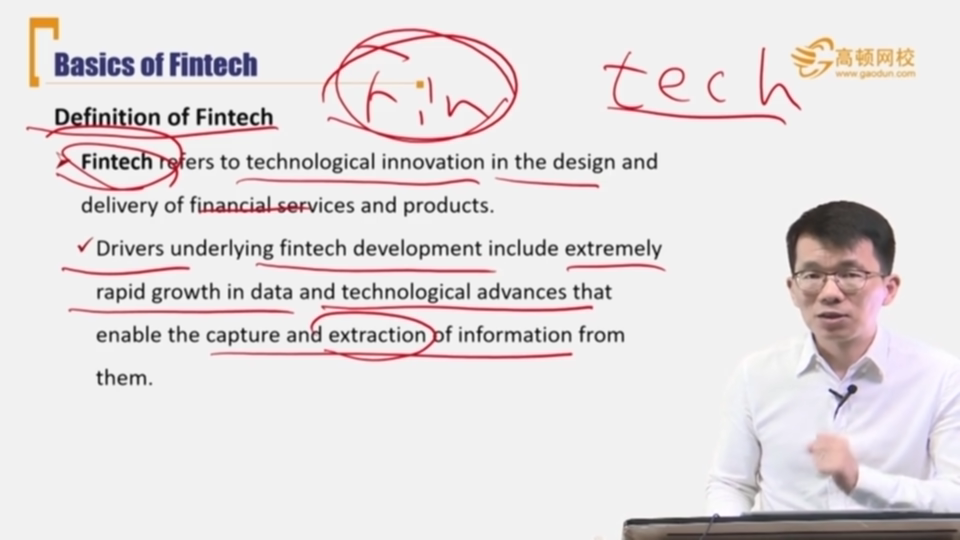 Basics of Fintech
Fin tech
高顿网校
www.gaodun.com
Definition of Fintech
Fintech refers to technological innovation in the design and
delivery of financial services and products.
Drivers underlying fintech development include extremely
rapid growth in data and technological advances that
enable the capture and extraction of information from
them.